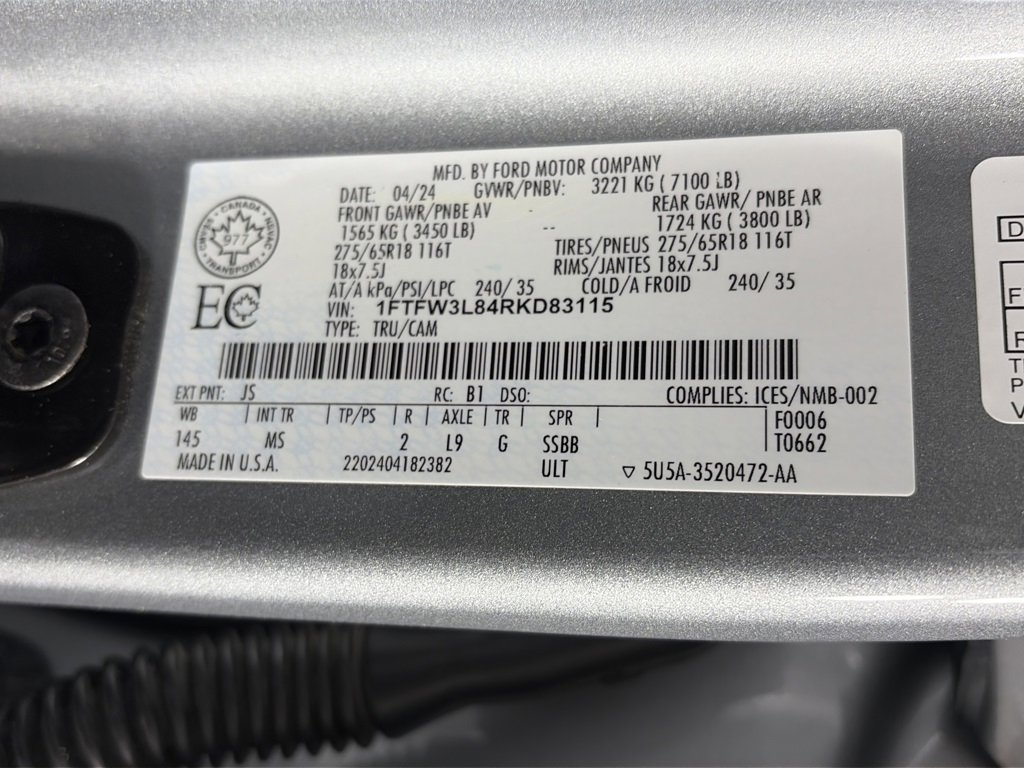 MFD. BY FORD MOTOR COMPANY
DATE: 04/24 GVWR/PNBV: 3221 KG ( 7100 LB)
FRONT GAWR/PNBE AV REAR GAWR/ PNBE AR
1565 KG ( 3450 LB) -- 1724 KG ( 3800 LB)
275/65R18 116T TIRES/PNEUS 275/65R18 116T
18x7.5J RIMS/JANTES 18x7.5J
AT/A kPa/PSI/LPC 240/ 35 COLD/A FROID 240/ 35
VIN: 1FTFW3L84RKD83115
TYPE: TRU/CAM
CANADA
977
TRANSPORT
EC
EXT PNT: JS RC: B1 DSO: COMPLIES: ICES/NMB-002
WB | INT TR | TP/PS | R | AXLE | TR | SPR | F0006
145 MS 2 L9 G SSBB T0662
MADE IN U.S.A. 2202404182382 ULT ▽ 5U5A-3520472-AA
D
F
R
T
P
V